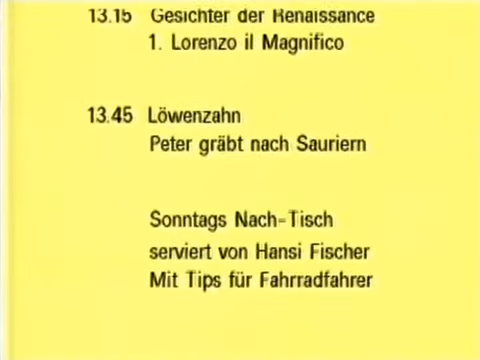 13.15 Gesichter der Renaissance
1. Lorenzo il Magnifico
13.45 Löwenzahn
Peter gräbt nach Sauriern
Sonntags Nach-Tisch
serviert von Hansi Fischer
Mit Tips für Fahrradfahrer